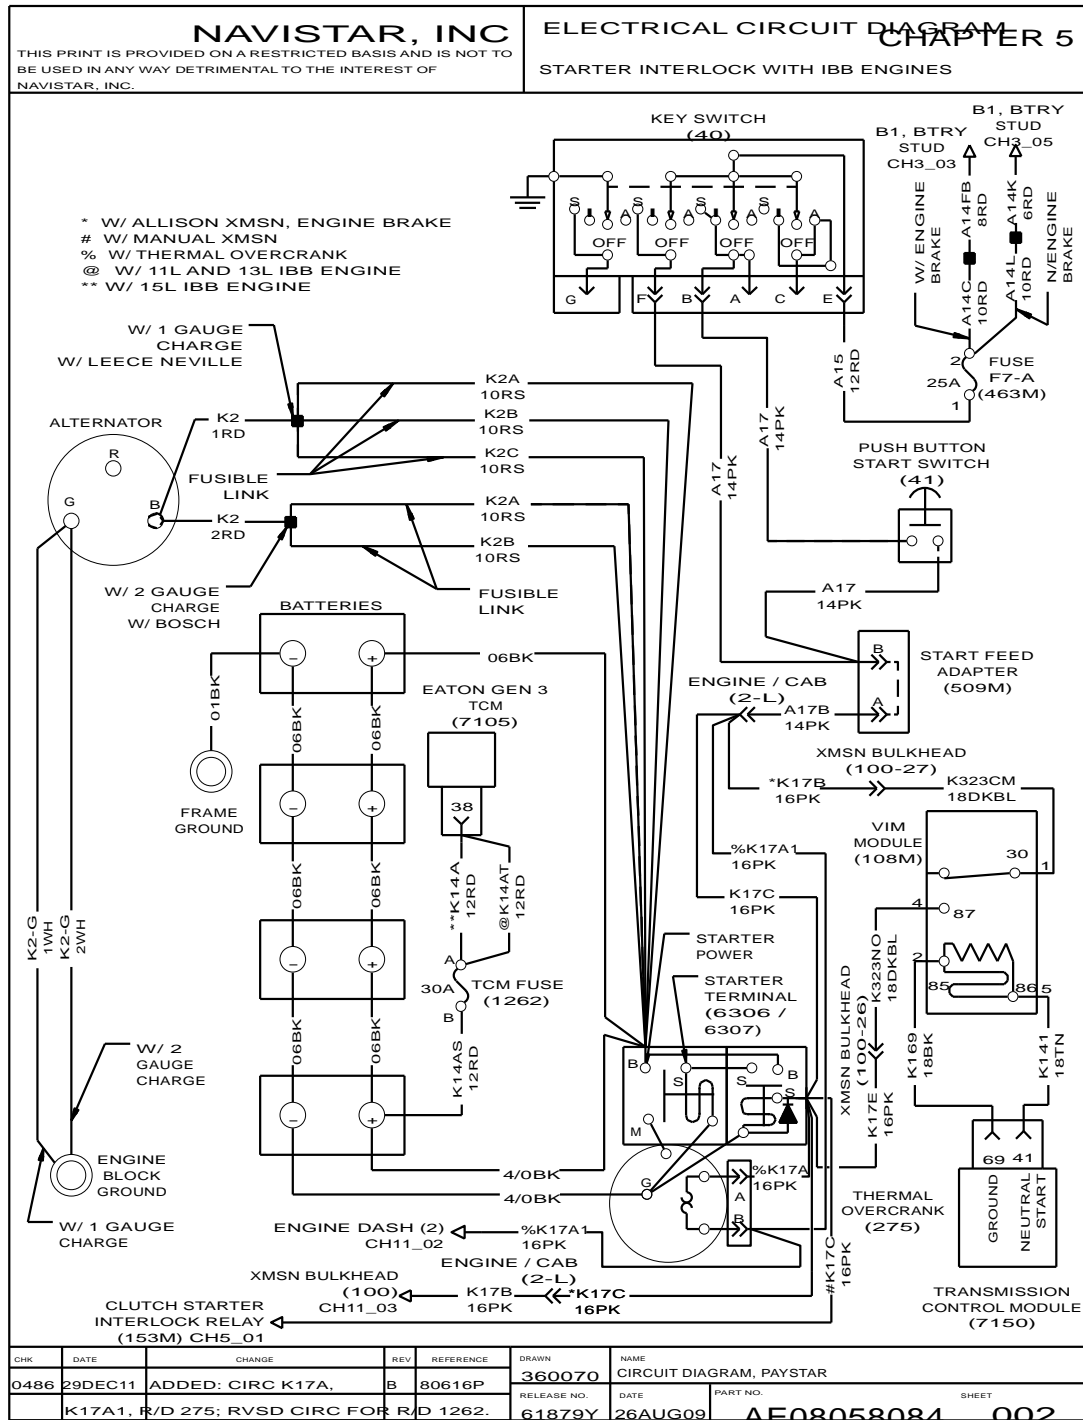 NAVISTAR, INC
THIS PRINT IS PROVIDED ON A RESTRICTED BASIS AND IS NOT TO
BE USED IN ANY WAY DETRIMENTAL TO THE INTEREST OF
NAVISTAR, INC.
ELECTRICAL CIRCUIT DIAGRAM
CHAPTER 5
STARTER INTERLOCK WITH IBB ENGINES
KEY SWITCH
(40)
B1, BTRY
STUD
CH3_03
B1, BTRY
STUD
CH3_05
* W/ ALLISON XMSN, ENGINE BRAKE
# W/ MANUAL XMSN
% W/ THERMAL OVERCRANK
@ W/ 11L AND 13L IBB ENGINE
** W/ 15L IBB ENGINE
S I A
OFF
S I A
OFF
S I A
OFF
S I A
OFF
G F B A C E
W/ ENGINE
BRAKE
A14FB
8RD
A14C
10RD
A14K
6RD
A14L
10RD
N/ENGINE
BRAKE
2
25A
1
FUSE
F7-A
(463M)
A15
12RD
A17
14PK
A17
14PK
W/ 1 GAUGE
CHARGE
W/ LEECE NEVILLE
ALTERNATOR
R
G
B
K2
1RD
K2
2RD
K2A
10RS
K2B
10RS
K2C
10RS
FUSIBLE
LINK
K2A
10RS
K2B
10RS
FUSIBLE
LINK
W/ 2 GAUGE
CHARGE
W/ BOSCH
PUSH BUTTON
START SWITCH
(41)
A17
14PK
B
A
START FEED
ADAPTER
(509M)
BATTERIES
- +
06BK
01BK
06BK
06BK
FRAME
GROUND
- +
06BK
06BK
- +
06BK
06BK
- +
EATON GEN 3
TCM
(7105)
38
**K14A
12RD
@K14AT
12RD
A
30A
B
TCM FUSE
(1262)
K14AS
12RD
ENGINE / CAB
(2-L)
A17B
14PK
XMSN BULKHEAD
(100-27)
*K17B
16PK
K323CM
18DKBL
%K17A1
16PK
K17C
16PK
VIM
MODULE
(108M)
30
1
4
87
2
85
86
5
K323NO
18DKBL
XMSN BULKHEAD
(100-26)
K17E
16PK
K169
18BK
K141
18TN
69 41
GROUND
NEUTRAL
START
TRANSMISSION
CONTROL MODULE
(7150)
STARTER
POWER
STARTER
TERMINAL
(6306 /
6307)
B
S
S
B
S
M
G
A
B
%K17A
16PK
THERMAL
OVERCRANK
(275)
#K17C
16PK
K2-G
1WH
K2-G
2WH
W/ 2
GAUGE
CHARGE
ENGINE
BLOCK
GROUND
W/ 1 GAUGE
CHARGE
4/0BK
4/0BK
ENGINE DASH (2)
CH11_02
%K17A1
16PK
ENGINE / CAB
(2-L)
XMSN BULKHEAD
(100)
CH11_03
K17B
16PK
*K17C
16PK
CLUTCH STARTER
INTERLOCK RELAY
(153M) CH5_01
CHK DATE CHANGE REV REFERENCE
0486 29DEC11 ADDED: CIRC K17A, B 80616P
K17A1, R/D 275; RVSD CIRC FOR R/D 1262.
DRAWN
360070
NAME
CIRCUIT DIAGRAM, PAYSTAR
RELEASE NO.
61879Y
DATE
26AUG09
PART NO.
AE08058084
SHEET
002